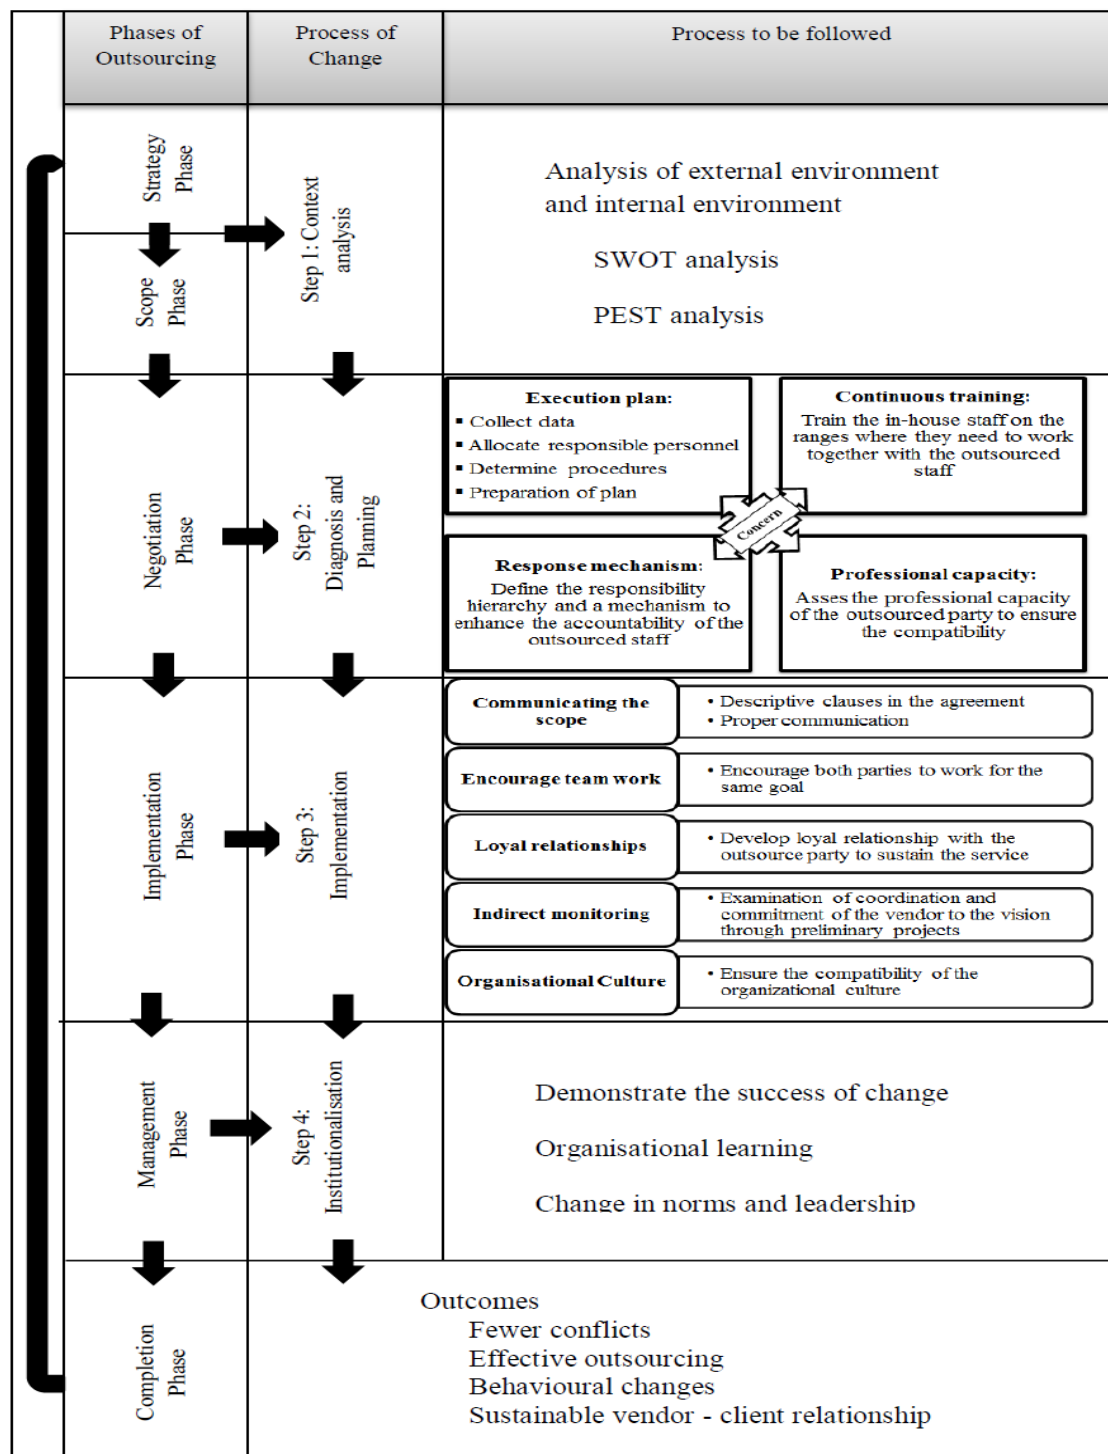 Phases of
Outsourcing
Process of
Change
Process to be followed
Strategy
Phase
Scope
Phase
Step 1: Context
analysis
Analysis of external environment
and internal environment
SWOT analysis
PEST analysis
Negotiation
Phase
Step 2:
Diagnosis and
Planning
Execution plan:
▪ Collect data
▪ Allocate responsible personnel
▪ Determine procedures
▪ Preparation of plan
Continuous training:
Train the in-house staff on the
ranges where they need to work
together with the outsourced
staff
Concern
Response mechanism:
Define the responsibility
hierarchy and a mechanism to
enhance the accountability of the
outsourced staff
Professional capacity:
Asses the professional capacity
of the outsourced party to ensure
the compatibility
Implementation
Phase
Step 3:
Implementation
Communicating the
scope
• Descriptive clauses in the agreement
• Proper communication
Encourage team work
• Encourage both parties to work for the
same goal
Loyal relationships
• Develop loyal relationship with the
outsource party to sustain the service
Indirect monitoring
• Examination of coordination and
commitment of the vendor to the vision
through preliminary projects
Organisational Culture
• Ensure the compatibility of the
organizational culture
Management
Phase
Step 4:
Institutionalisation
Demonstrate the success of change
Organisational learning
Change in norms and leadership
Completion
Phase
Outcomes
Fewer conflicts
Effective outsourcing
Behavioural changes
Sustainable vendor - client relationship